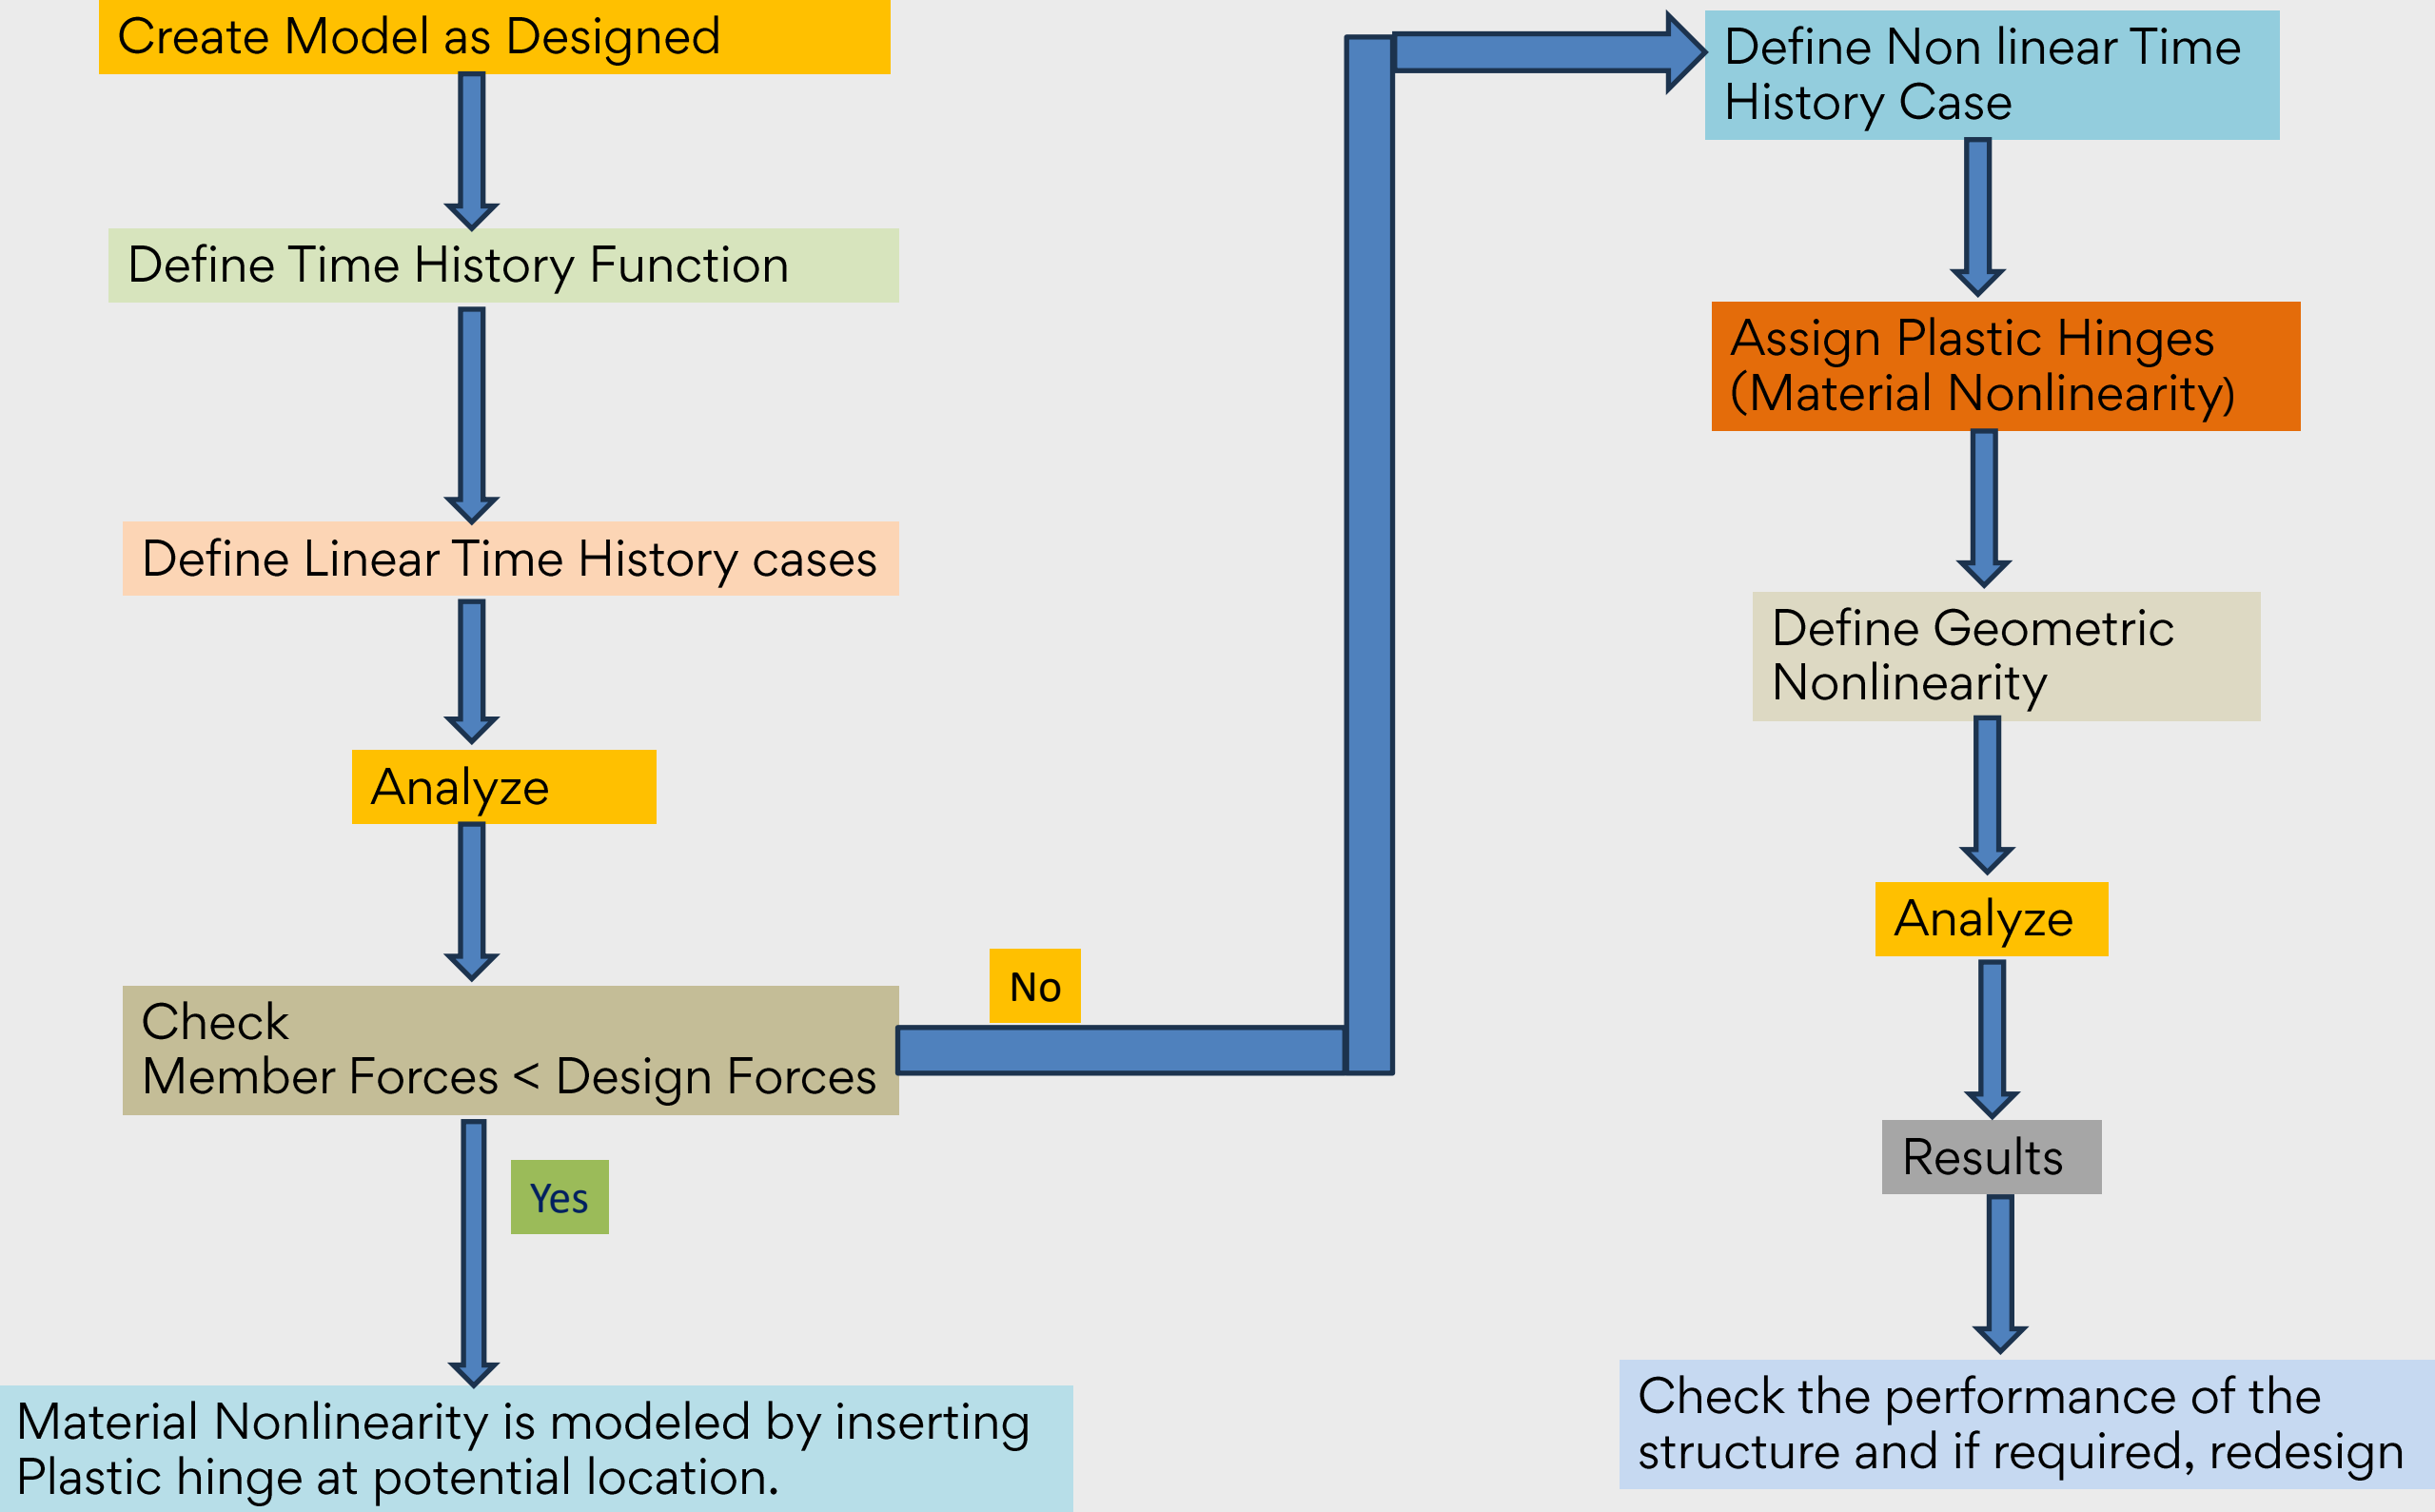 Create Model as Designed
Define Time History Function
Define Linear Time History cases
Analyze
Check
Member Forces < Design Forces
No
Yes
Material Nonlinearity is modeled by inserting
Plastic hinge at potential location.
Define Non linear Time
History Case
Assign Plastic Hinges
(Material Nonlinearity)
Define Geometric
Nonlinearity
Analyze
Results
Check the performance of the
structure and if required, redesign